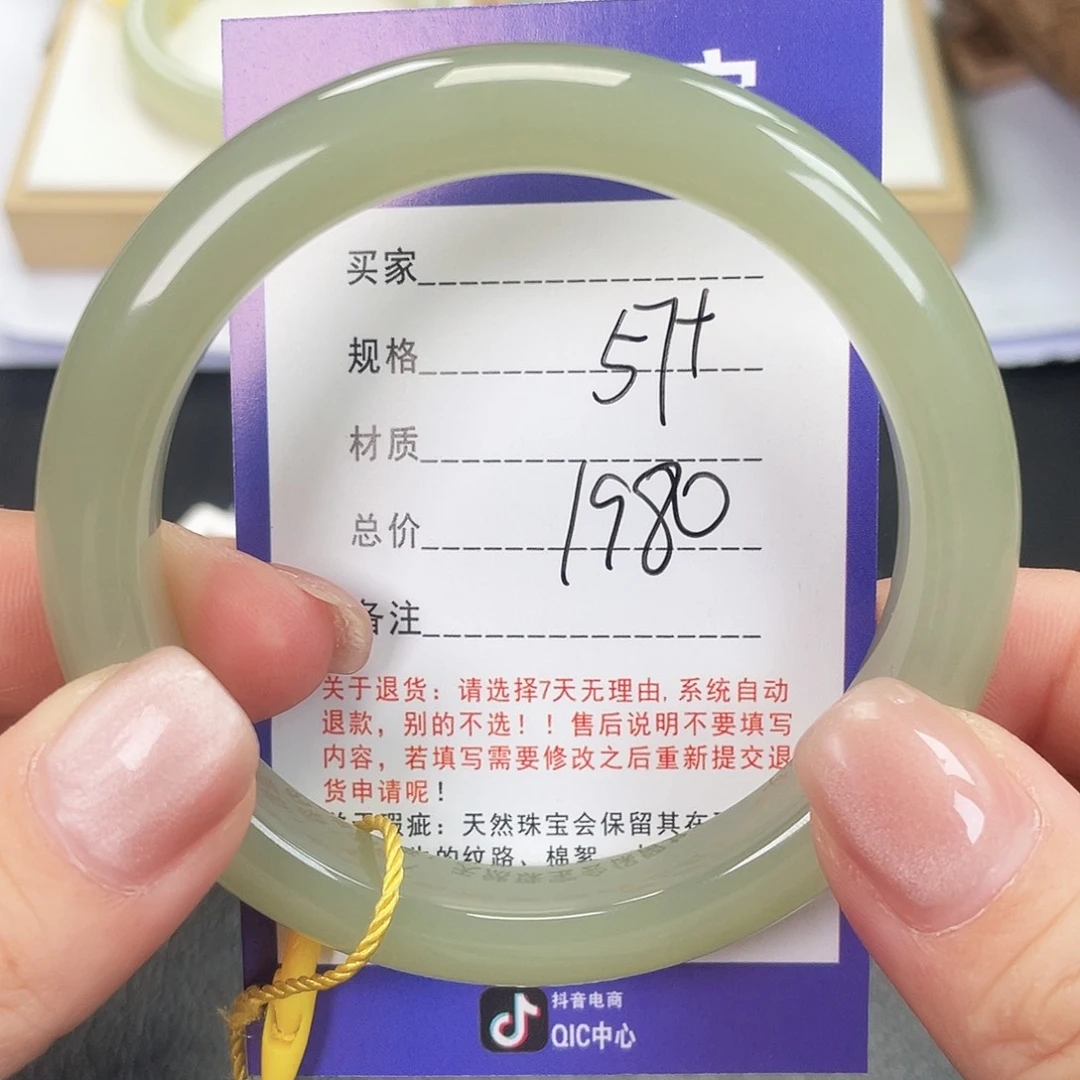 买家
规格 57+
材质
总价 1980
备注
关于退货：请选择7天无理由,系统自动
退款，别的不选！！售后说明不要填写
内容，若填写需要修改之后重新提交退
货申请呢！
瑕疵：天然珠宝会保留其在
的纹路、棉絮
抖音电商
QIC中心